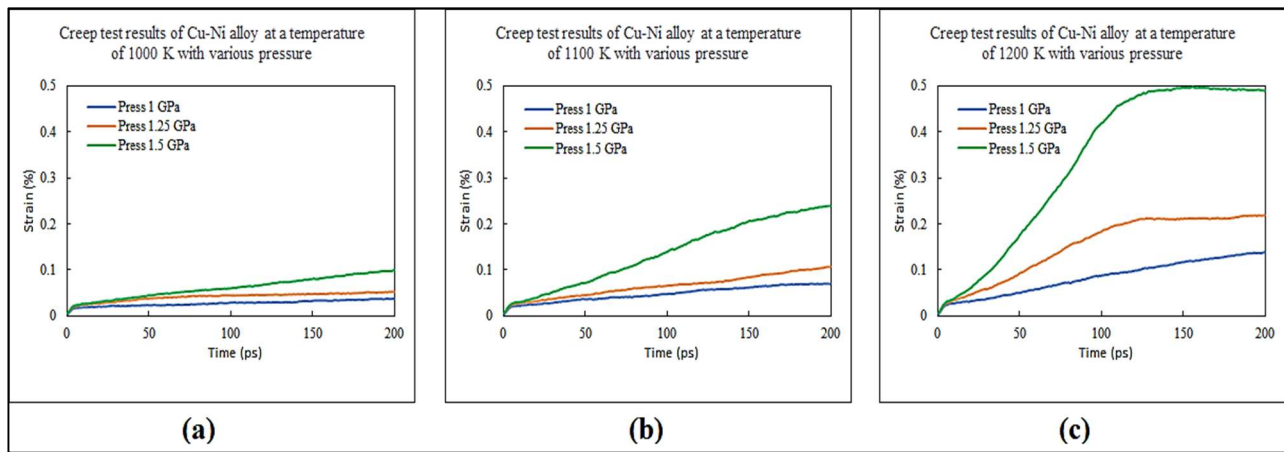 Creep test results of Cu-Ni alloy at a temperature
of 1000 K with various pressure
0.5
0.4
0.3
0.2
0.1
0
Strain (%)
Press 1 GPa
Press 1.25 GPa
Press 1.5 GPa
0 50 100 150 200
Time (ps)
(a)
Creep test results of Cu-Ni alloy at a temperature
of 1100 K with various pressure
0.5
0.4
0.3
0.2
0.1
0
Strain (%)
Press 1 GPa
Press 1.25 GPa
Press 1.5 GPa
0 50 100 150 200
Time (ps)
(b)
Creep test results of Cu-Ni alloy at a temperature
of 1200 K with various pressure
0.5
0.4
0.3
0.2
0.1
0
Strain (%)
Press 1 GPa
Press 1.25 GPa
Press 1.5 GPa
0 50 100 150 200
Time (ps)
(c)